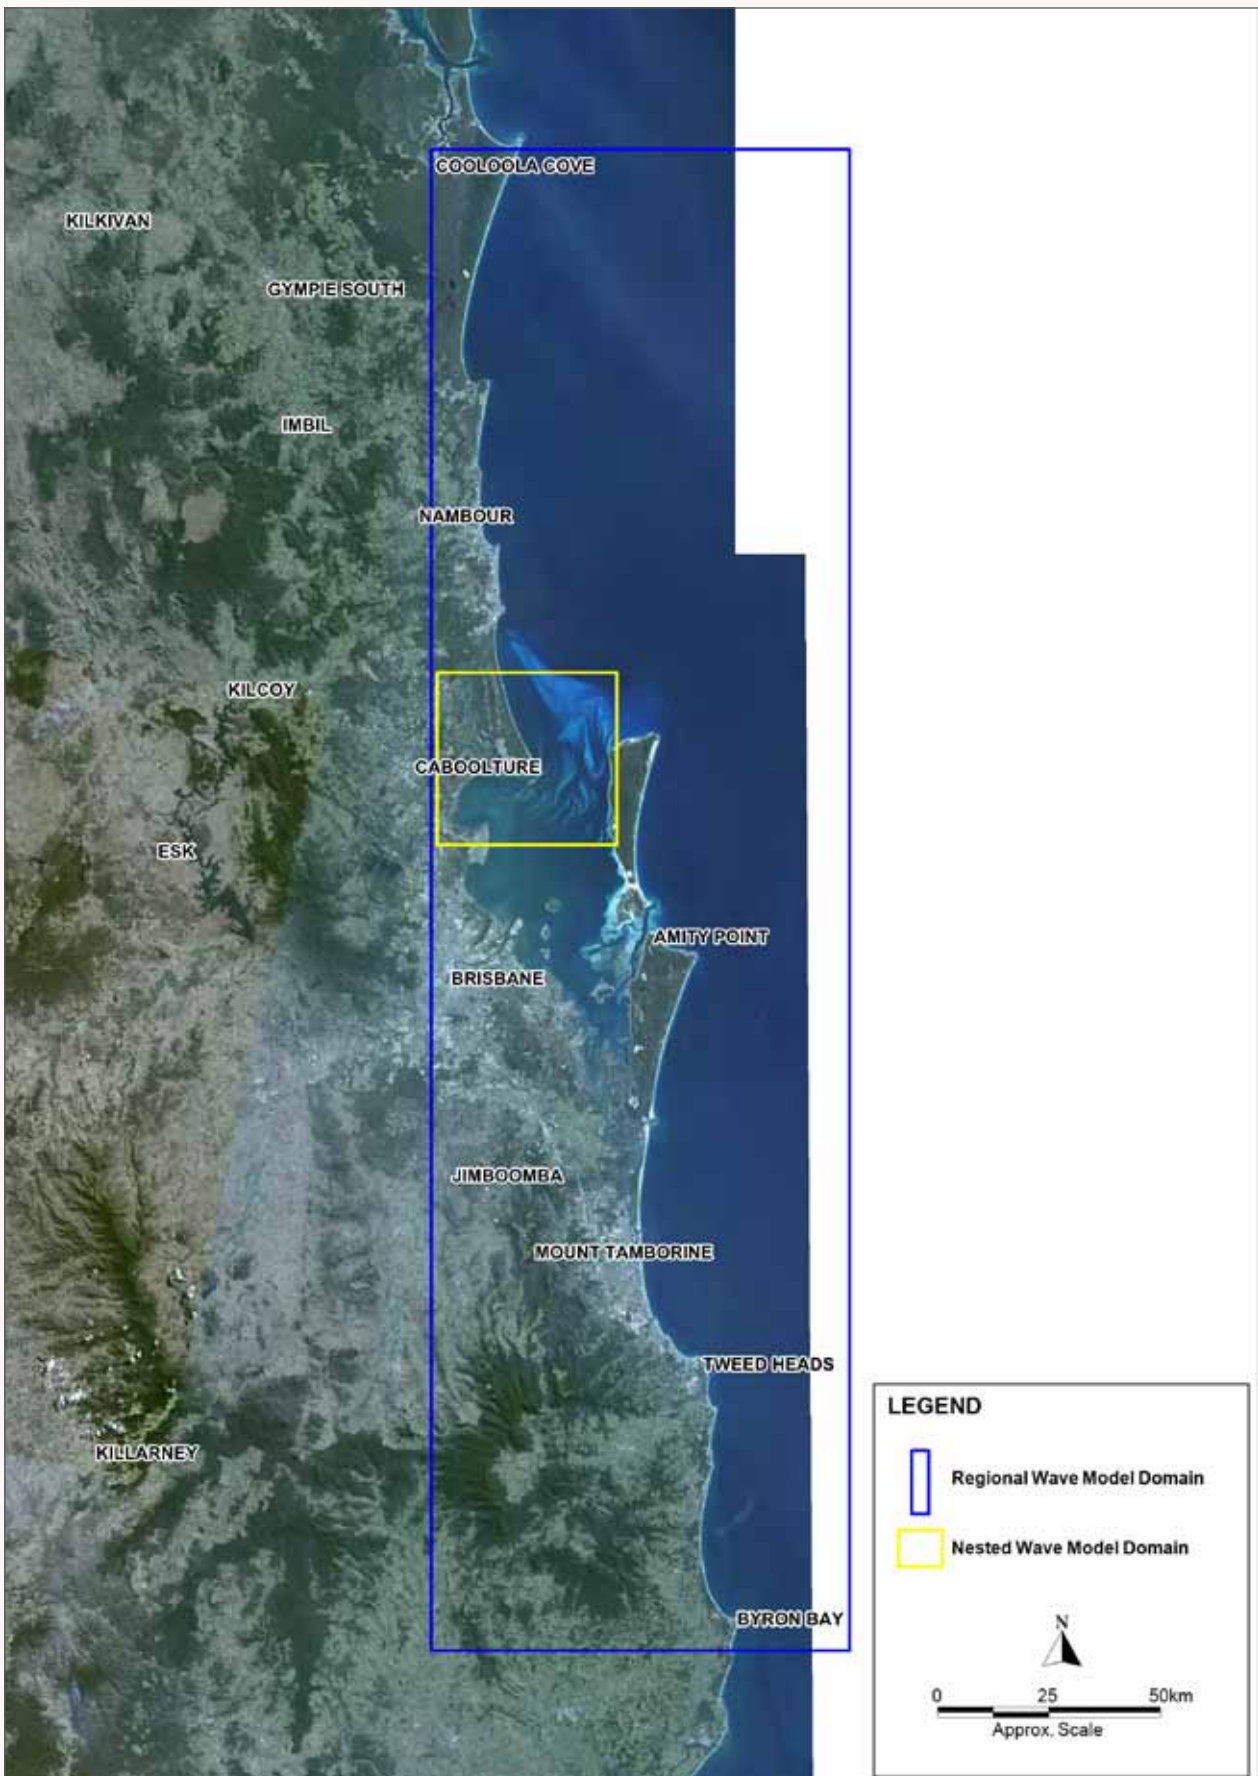 COOLOOLA COVE
KILKIVAN
GYMPIE SOUTH
IMBIL
NAMBOUR
KILCOY
CABOOLTURE
ESK
AMITY POINT
BRISBANE
JIMBOOMBA
MOUNT TAMBORINE
TWEED HEADS
KILLARNEY
BYRON BAY
LEGEND
Regional Wave Model Domain
Nested Wave Model Domain
N
0 25 50km
Approx. Scale